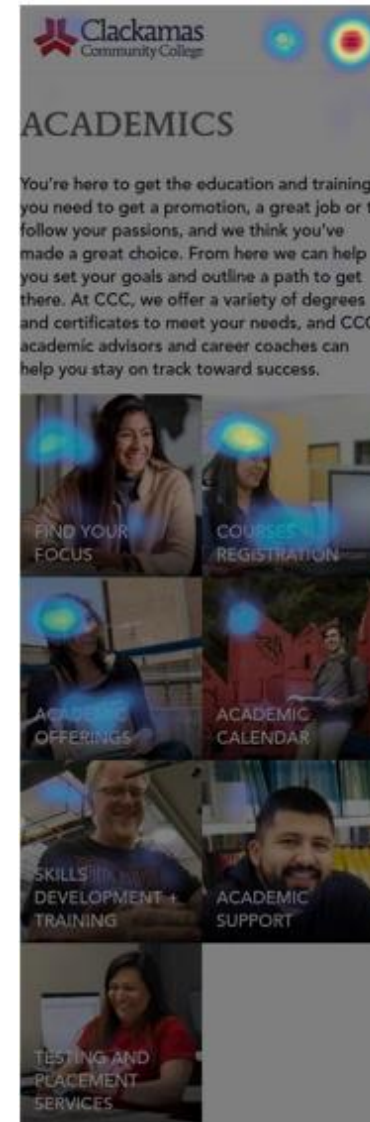 Clackamas
Community College
ACADEMICS
You're here to get the education and training
you need to get a promotion, a great job or t
follow your passions, and we think you've
made a great choice. From here we can help
you set your goals and outline a path to get
there. At CCC, we offer a variety of degrees
and certificates to meet your needs, and CCC
academic advisors and career coaches can
help you stay on track toward success.
FIND YOUR
FOCUS
COURSES +
REGISTRATION
ACADEMIC
OFFERINGS
ACADEMIC
CALENDAR
SKILLS
DEVELOPMENT +
TRAINING
ACADEMIC
SUPPORT
TESTING AND
PLACEMENT
SERVICES